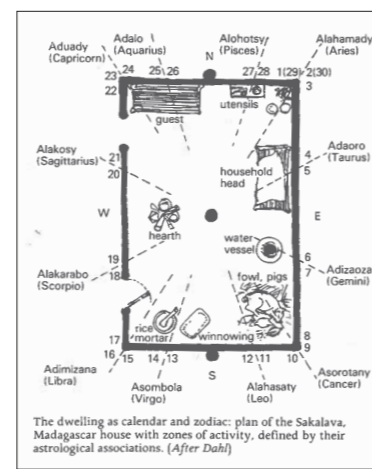 Adalo
(Aquarius)
Alohotsy
(Pisces)
Alahamady
(Aries)
Aduady
(Capricorn)
N
24 25 26 27 28 1(29) 2(30)
23
22
3
guest
utensils
Alakosy
(Sagittarius)
21
20
4
5
Adaoro
(Taurus)
household
head
W
E
hearth
water
vessel
19
18
6
7
Alakarabo
(Scorpio)
Adizaoza
(Gemini)
fowl, pigs
rice
mortar
winnowing ?
17
16
15 14 13 12 11 10
8
9
S
Adimizana
(Libra)
Asombola
(Virgo)
Alahasaty
(Leo)
Asorotany
(Cancer)
The dwelling as calendar and zodiac: plan of the Sakalava,
Madagascar house with zones of activity, defined by their
astrological associations. (After Dahl)